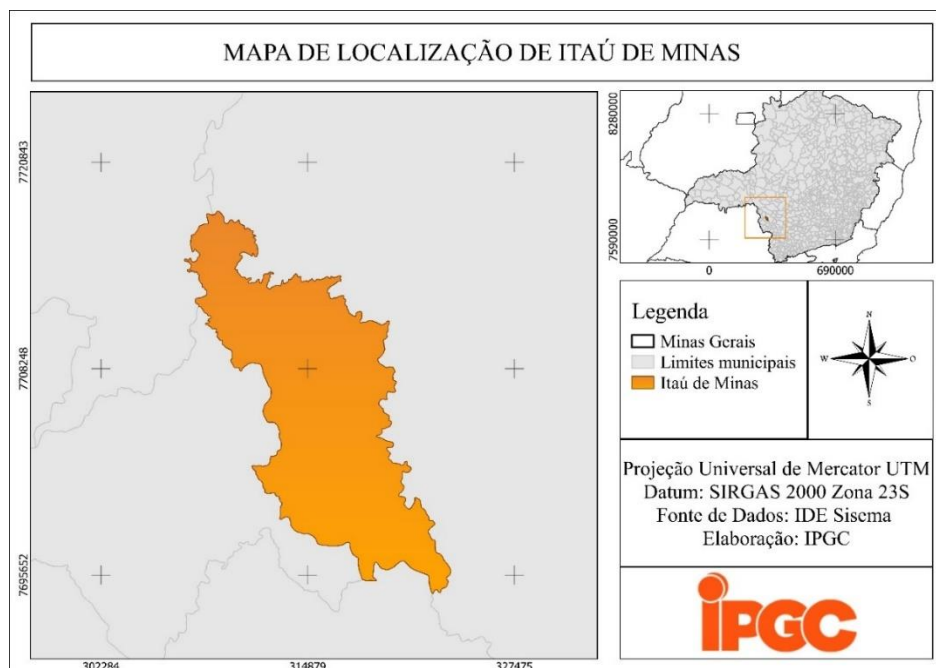 MAPA DE LOCALIZAÇÃO DE ITAÚ DE MINAS
7720843
7708248
7695652
302284
314879
327475
8280000
7590000
0
690000
Legenda
Minas Gerais
Limites municipais
Itaú de Minas
N
W
O
S
Projeção Universal de Mercator UTM
Datum: SIRGAS 2000 Zona 23S
Fonte de Dados: IDE Sisema
Elaboração: IPGC
iPGC